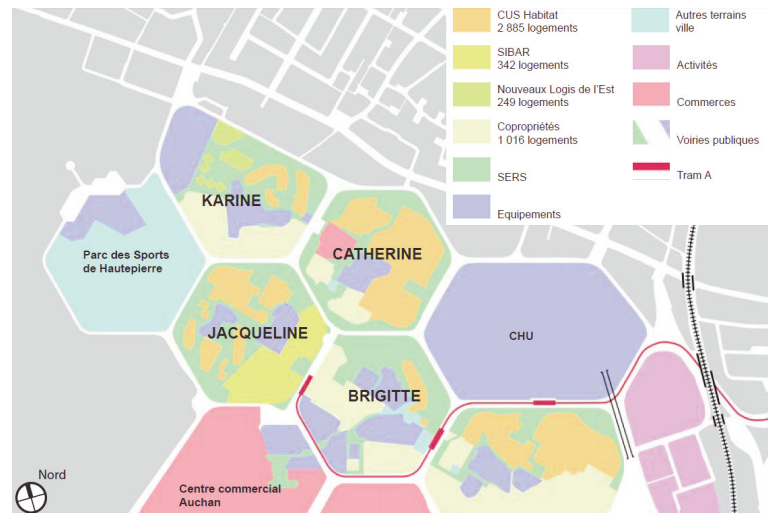 CUS Habitat
2 885 logements
SIBAR
342 logements
Nouveaux Logis de l'Est
249 logements
Copropriétés
1 016 logements
SERS
Equipements
Autres terrains
ville
Activités
Commerces
Voiries publiques
Tram A
KARINE
CATHERINE
Parc des Sports
de Hautepierre
JACQUELINE
CHU
BRIGITTE
Nord
Centre commercial
Auchan